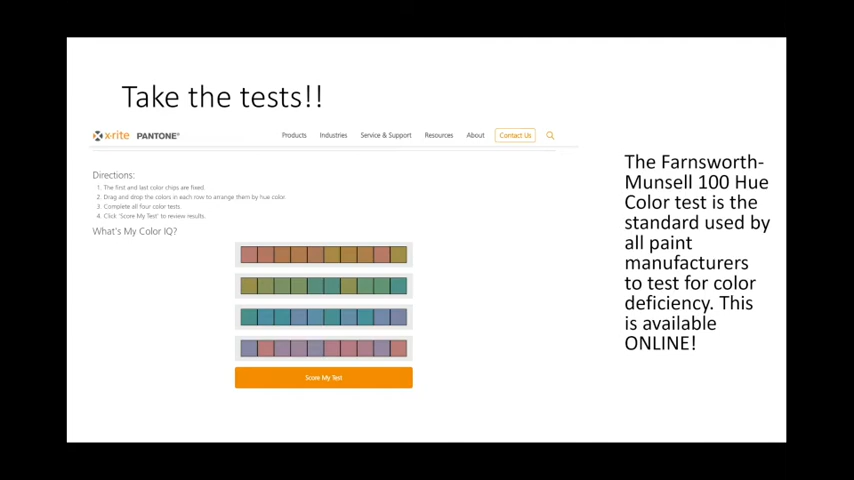 Take the tests!!
x-rite PANTONE®
Products Industries Service & Support Resources About Contact Us
Directions:
1. The first and last color chips are fixed.
2. Drag and drop the colors in each row to arrange them by hue color.
3. Complete all four color tests.
4. Click 'Score My Test' to review results.
What's My Color IQ?
Score My Test
The Farnsworth-
Munsell 100 Hue
Color test is the
standard used by
all paint
manufacturers
to test for color
deficiency. This
is available
ONLINE!